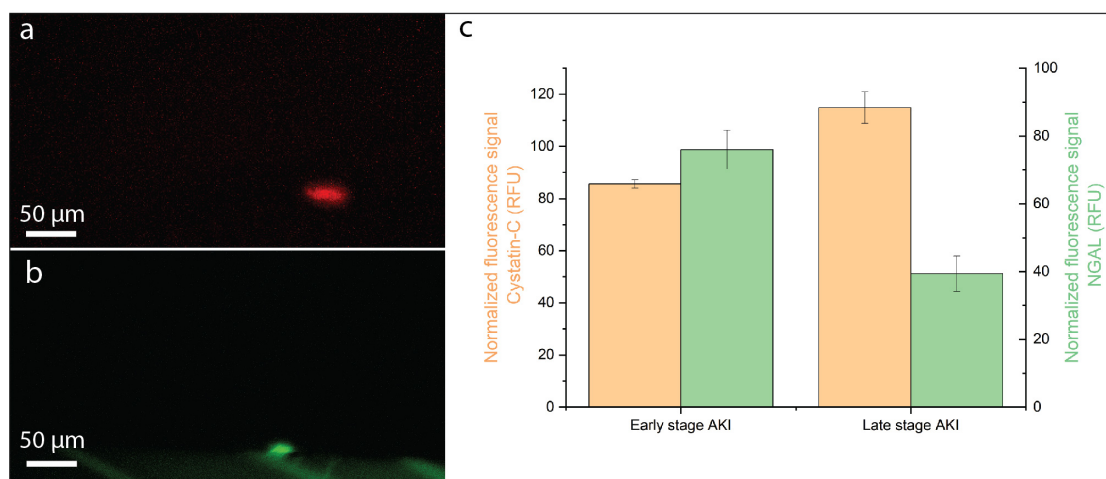 a
50 µm
b
50 µm
c
Normalized fluorescence signal
Cystatin-C (RFU)
120
100
80
60
40
20
0
Early stage AKI
Late stage AKI
100
80
60
40
20
0
Normalized fluorescence signal
NGAL (RFU)